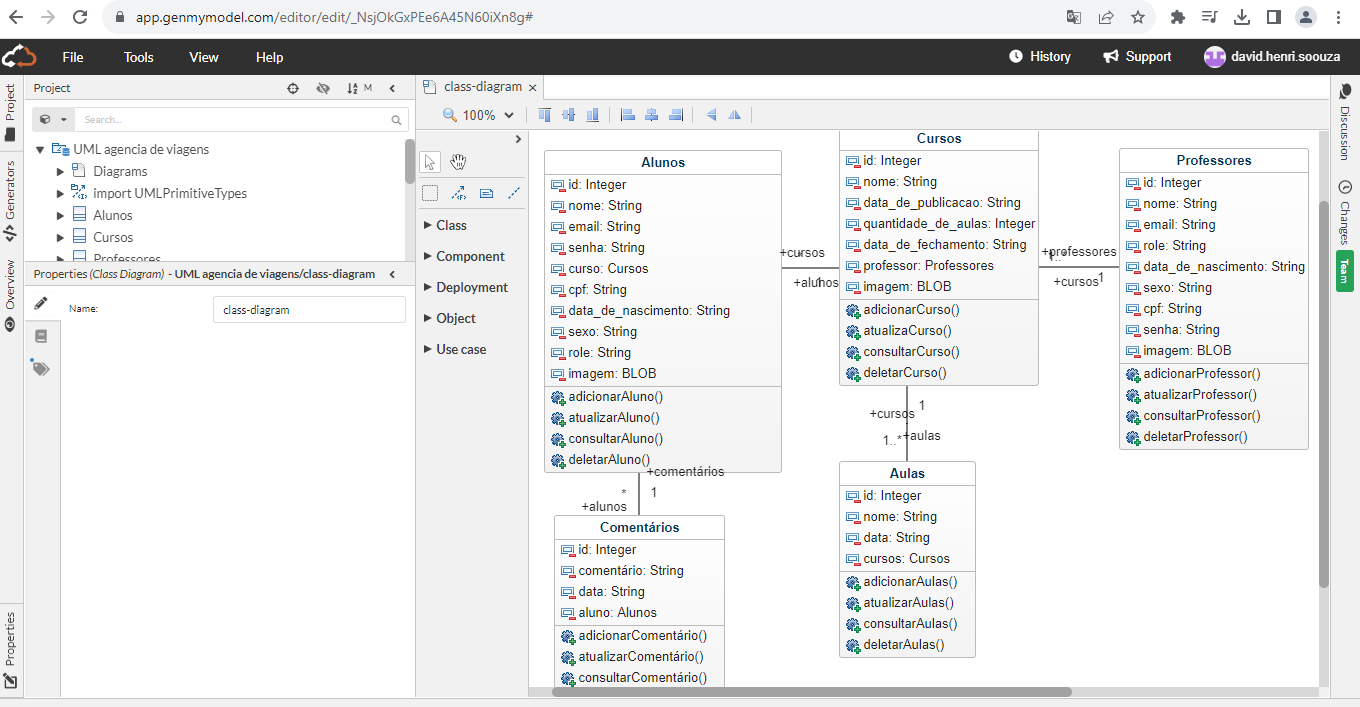 app.genmymodel.com/editor/edit/_NsjOkGxPEe6A45N60iXn8g#
File Tools View Help History Support david.henri.soouza
Project
Generators
Overview
Properties
Project M
Search...
UML agencia de viagens
Diagrams
import UMLPrimitiveTypes
Alunos
Cursos
Professores
Properties (Class Diagram) - UML agencia de viagens/class-diagram
Name: class-diagram
class-diagram
100%
Class
Component
Deployment
Object
Use case
Alunos
id: Integer
nome: String
email: String
senha: String
curso: Cursos
cpf: String
data_de_nascimento: String
sexo: String
role: String
imagem: BLOB
adicionarAluno()
atualizarAluno()
consultarAluno()
deletarAluno()
+comentários
* 1
+alunos
Comentários
id: Integer
comentário: String
data: String
aluno: Alunos
adicionarComentário()
atualizarComentário()
consultarComentário()
+cursos
+alunos
Cursos
id: Integer
nome: String
data_de_publicacao: String
quantidade_de_aulas: Integer
data_de_fechamento: String
professor: Professores
imagem: BLOB
adicionarCurso()
atualizaCurso()
consultarCurso()
deletarCurso()
+cursos 1
1..* +aulas
Aulas
id: Integer
nome: String
data: String
cursos: Cursos
adicionarAulas()
atualizarAulas()
consultarAulas()
deletarAulas()
+professores
+cursos 1
Professores
id: Integer
nome: String
email: String
role: String
data_de_nascimento: String
sexo: String
cpf: String
senha: String
imagem: BLOB
adicionarProfessor()
atualizarProfessor()
consultarProfessor()
deletarProfessor()
Discussion
Changes
Team